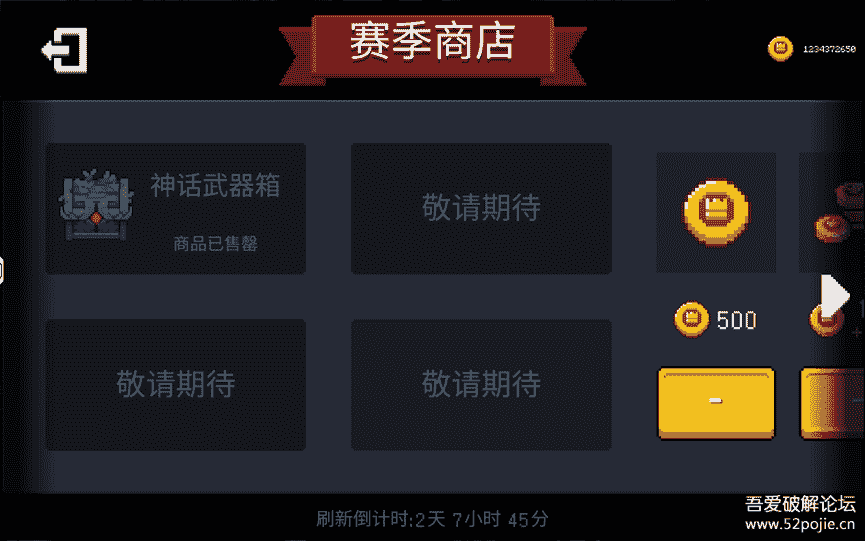 赛季商店
1234372650
神话武器箱
商品已售罄
敬请期待
500
敬请期待
敬请期待
-
刷新倒计时:2天 7小时 45分
吾爱破解论坛
www.52pojie.cn